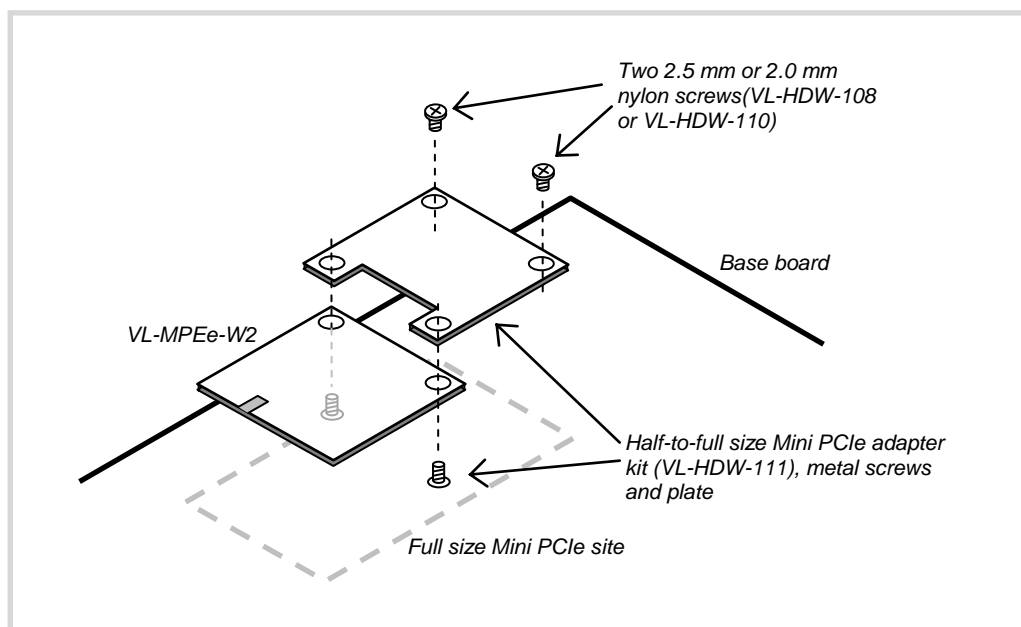 Two 2.5 mm or 2.0 mm
nylon screws(VL-HDW-108
or VL-HDW-110)
Base board
VL-MPEe-W2
Half-to-full size Mini PCIe adapter
kit (VL-HDW-111), metal screws
and plate
Full size Mini PCIe site